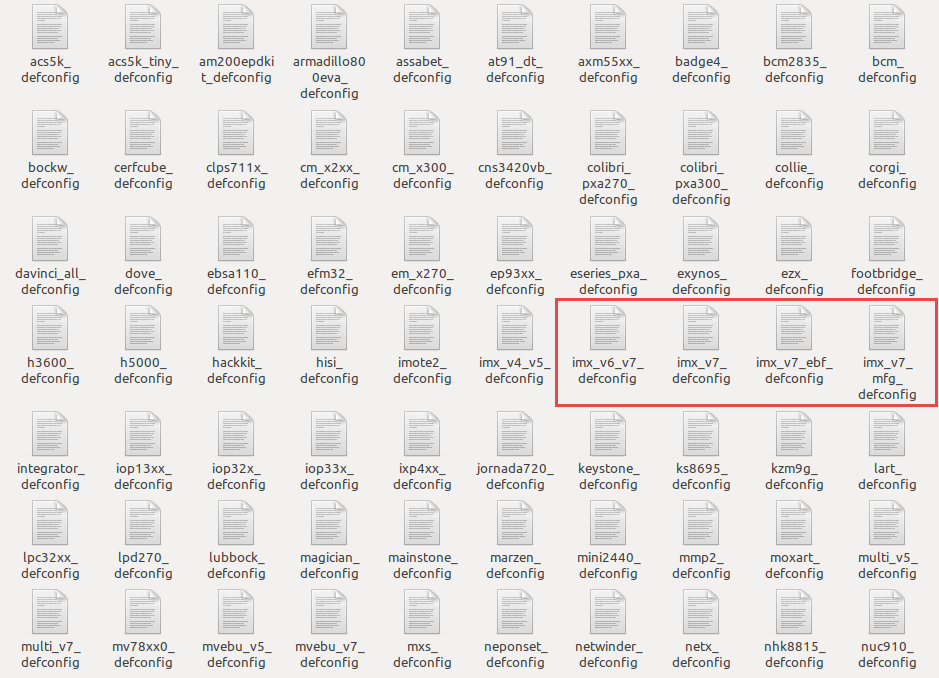 acs5k_
defconfig
acs5k_tiny_
defconfig
am200epdki
t_defconfig
armadillo80
0eva_
defconfig
assabet_
defconfig
at91_dt_
defconfig
axm55xx_
defconfig
badge4_
defconfig
bcm2835_
defconfig
bcm_
defconfig
bockw_
defconfig
cerfcube_
defconfig
clps711x_
defconfig
cm_x2xx_
defconfig
cm_x300_
defconfig
cns3420vb_
defconfig
colibri_
pxa270_
defconfig
colibri_
pxa300_
defconfig
collie_
defconfig
corgi_
defconfig
davinci_all_
defconfig
dove_
defconfig
ebsa110_
defconfig
efm32_
defconfig
em_x270_
defconfig
ep93xx_
defconfig
eseries_pxa_
defconfig
exynos_
defconfig
ezx_
defconfig
footbridge_
defconfig
h3600_
defconfig
h5000_
defconfig
hackkit_
defconfig
hisi_
defconfig
imote2_
defconfig
imx_v4_v5_
defconfig
imx_v6_v7_
defconfig
imx_v7_
defconfig
imx_v7_ebf_
defconfig
imx_v7_
mfg_
defconfig
integrator_
defconfig
iop13xx_
defconfig
iop32x_
defconfig
iop33x_
defconfig
ixp4xx_
defconfig
jornada720_
defconfig
keystone_
defconfig
ks8695_
defconfig
kzm9g_
defconfig
lart_
defconfig
lpc32xx_
defconfig
lpd270_
defconfig
lubbock_
defconfig
magician_
defconfig
mainstone_
defconfig
marzen_
defconfig
mini2440_
defconfig
mmp2_
defconfig
moxart_
defconfig
multi_v5_
defconfig
multi_v7_
defconfig
mv78xx0_
defconfig
mvebu_v5_
defconfig
mvebu_v7_
defconfig
mxs_
defconfig
neponset_
defconfig
netwinder_
defconfig
netx_
defconfig
nhk8815_
defconfig
nuc910_
defconfig